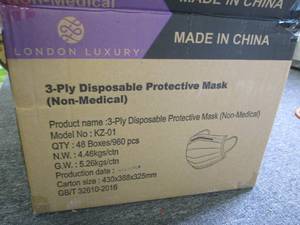 Non-Medical)
MADE IN CHINA
LONDON LUXURY
MADE IN CHINA
3-Ply Disposable Protective Mask
(Non-Medical)
Product name :3-Ply Disposable Protective Mask (Non-Medical)
Model No : KZ-01
QTY : 48 Boxes/960 pcs
N.W. : 4.46kgs/ctn
G.W. : 5.26kgs/ctn
Production date :
Carton size : 430x388x325mm
GB/T 32610-2016